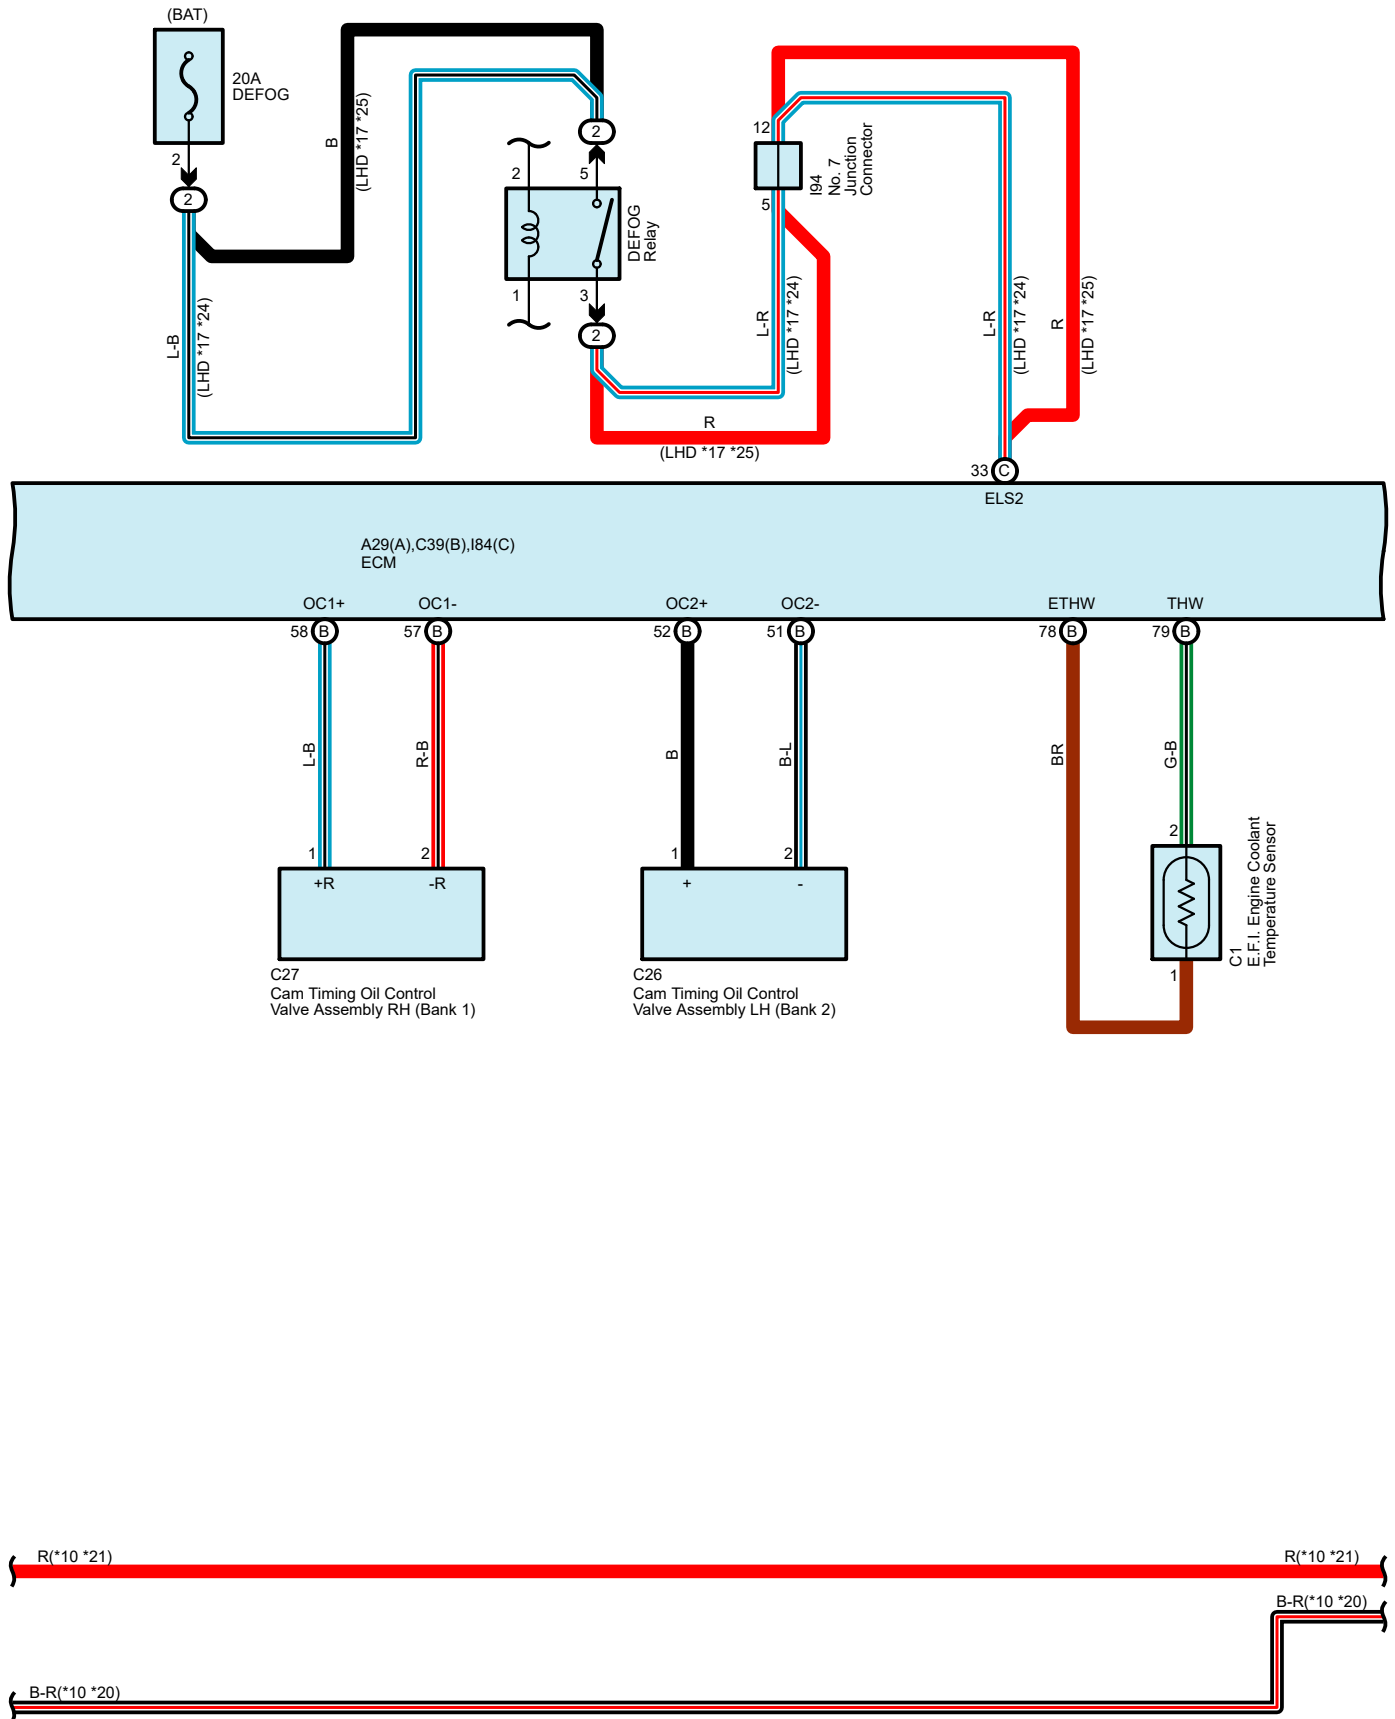 (BAT)
20A
DEFOG
2
2
B
(LHD *17 *25)
L-B
(LHD *17 *24)
2
2
5
DEFOG
Relay
1
3
2
12
I94
No. 7
Junction
Connector
5
L-R
(LHD *17 *24)
R
(LHD *17 *25)
L-R
(LHD *17 *24)
R
(LHD *17 *25)
33
C
ELS2
A29(A),C39(B),I84(C)
ECM
OC1+
OC1-
OC2+
OC2-
ETHW
THW
58 B
57 B
52 B
51 B
78 B
79 B
L-B
R-B
B
B-L
BR
G-B
1
2
1
2
2
+R
-R
+
-
C1
E.F.I. Engine Coolant
Temperature Sensor
1
C27
Cam Timing Oil Control
Valve Assembly RH (Bank 1)
C26
Cam Timing Oil Control
Valve Assembly LH (Bank 2)
R(*10 *21)
R(*10 *21)
B-R(*10 *20)
B-R(*10 *20)